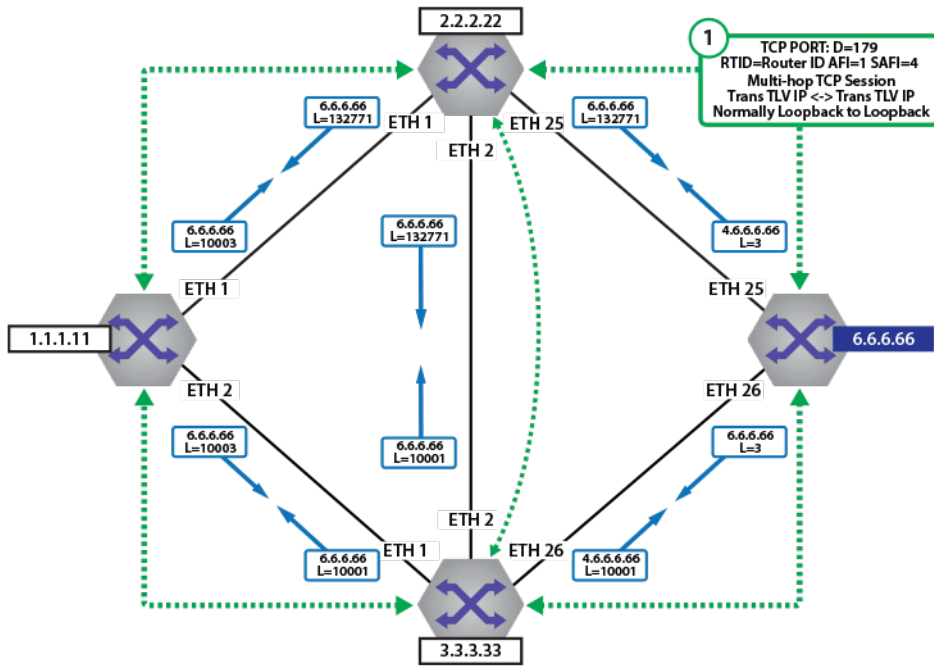 2.2.2.22
1
TCP PORT: D=179
RTID=Router ID AFI=1 SAFI=4
Multi-hop TCP Session
Trans TLV IP <-> Trans TLV IP
Normally Loopback to Loopback
6.6.6.66
L=132771
ETH 1
ETH 2
ETH 25
6.6.6.66
L=132771
6.6.6.66
L=10003
6.6.6.66
L=132771
4.6.6.6.66
L=3
ETH 1
ETH 25
1.1.1.11
6.6.6.66
ETH 2
ETH 26
6.6.6.66
L=10003
6.6.6.66
L=10001
6.6.6.66
L=3
ETH 2
6.6.6.66
L=10001
ETH 1
ETH 26
4.6.6.6.66
L=10001
3.3.3.33